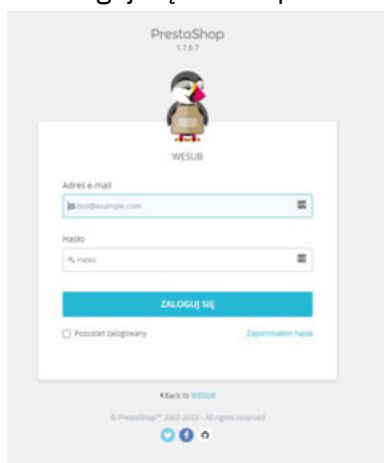 PrestaShop
1.7.8.7
WESUB
Adres e-mail
test@example.com
Hasło
Hasło
ZALOGUJ SIĘ
Pozostań zalogowany
Zapomniałem hasła
Back to WESUB
© PrestaShop™ 2007-2023 - All rights reserved